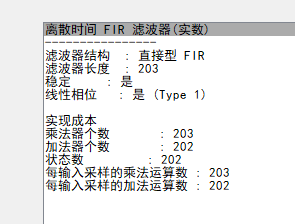 离散时间 FIR 滤波器(实数)
----------------
滤波器结构 : 直接型 FIR
滤波器长度 : 203
稳定 : 是
线性相位 : 是 (Type 1)
实现成本
乘法器个数 : 203
加法器个数 : 202
状态数 : 202
每输入采样的乘法运算数 : 203
每输入采样的加法运算数 : 202